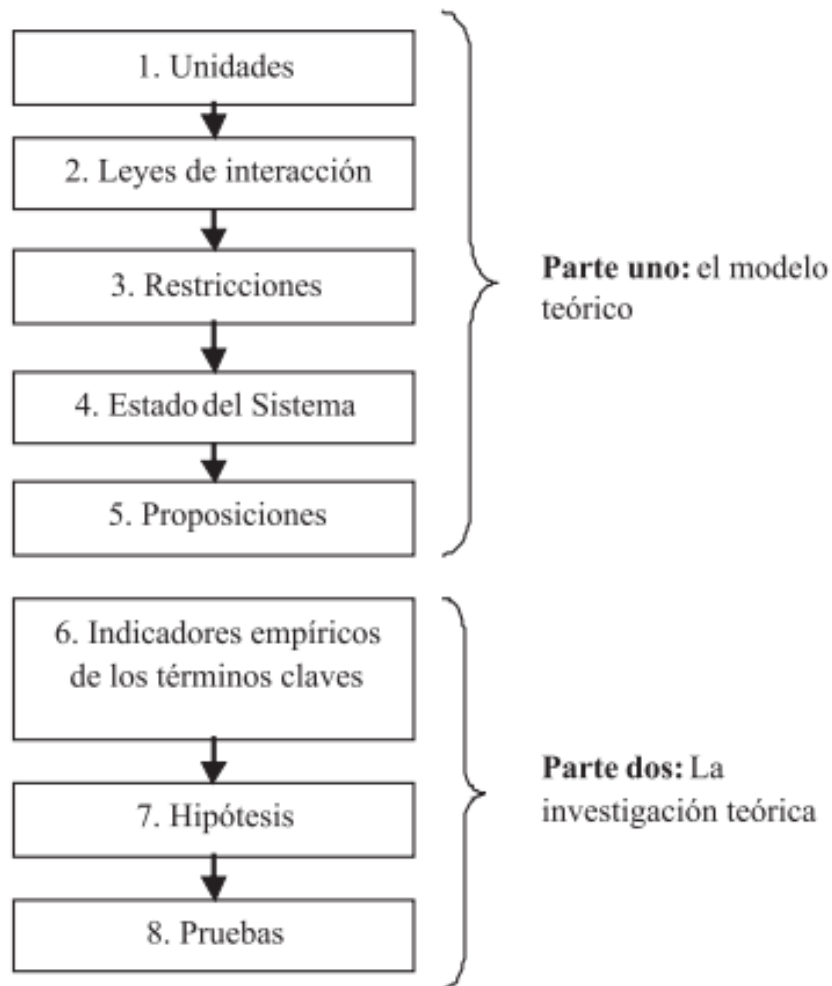 1. Unidades
2. Leyes de interacción
3. Restricciones
4. Estado del Sistema
5. Proposiciones
Parte uno: el modelo
teórico
6. Indicadores empíricos
de los términos claves
7. Hipótesis
8. Pruebas
Parte dos: La
investigación teórica